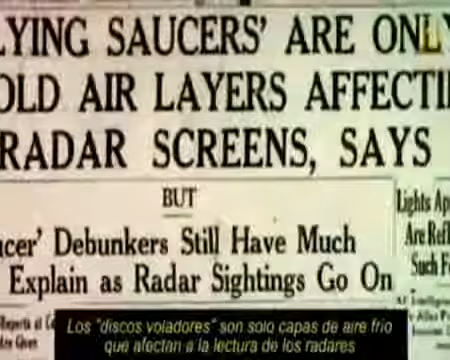 LYING SAUCERS' ARE ONLY
OLD AIR LAYERS AFFECTI
RADAR SCREENS, SAYS
BUT
ucer' Debunkers Still Have Much
Explain as Radar Sightings Go On
Lights Ap
Are Refl
Such F
Los "discos voladores" son solo capas de aire frio
que afectan a la lectura de los radares